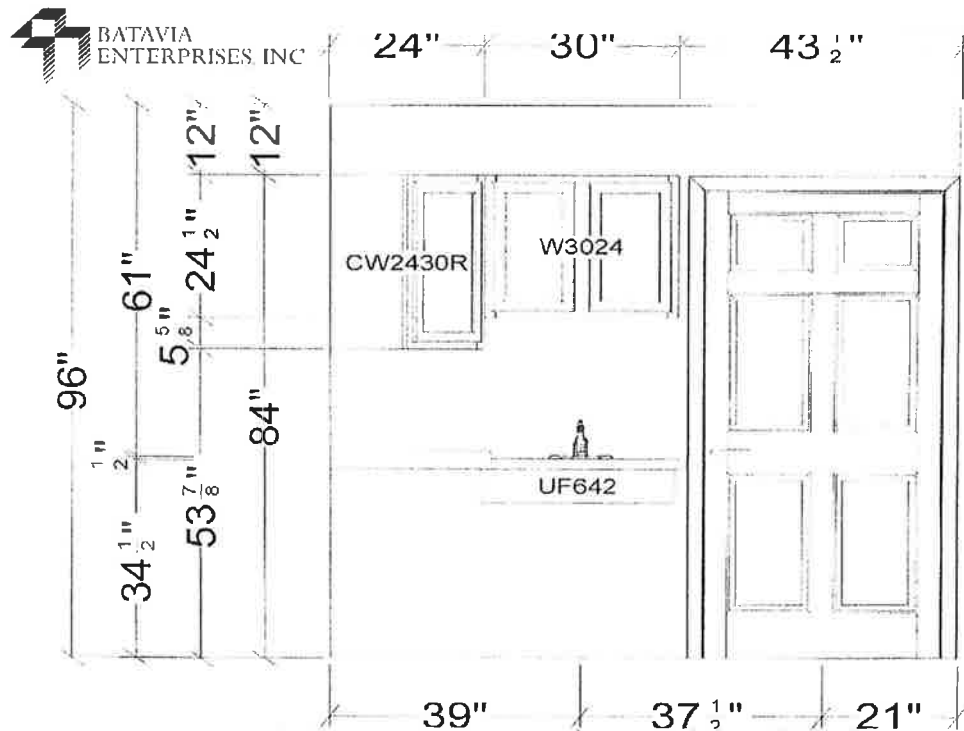 BATAVIA
ENTERPRISES, INC
24" 30" 43 1/2"
12" 12"
24 1/2"
61"
5 5/8"
96"
84"
1/2"
53 7/8"
34 1/2"
CW2430R
W3024
UF642
39" 37 1/2" 21"